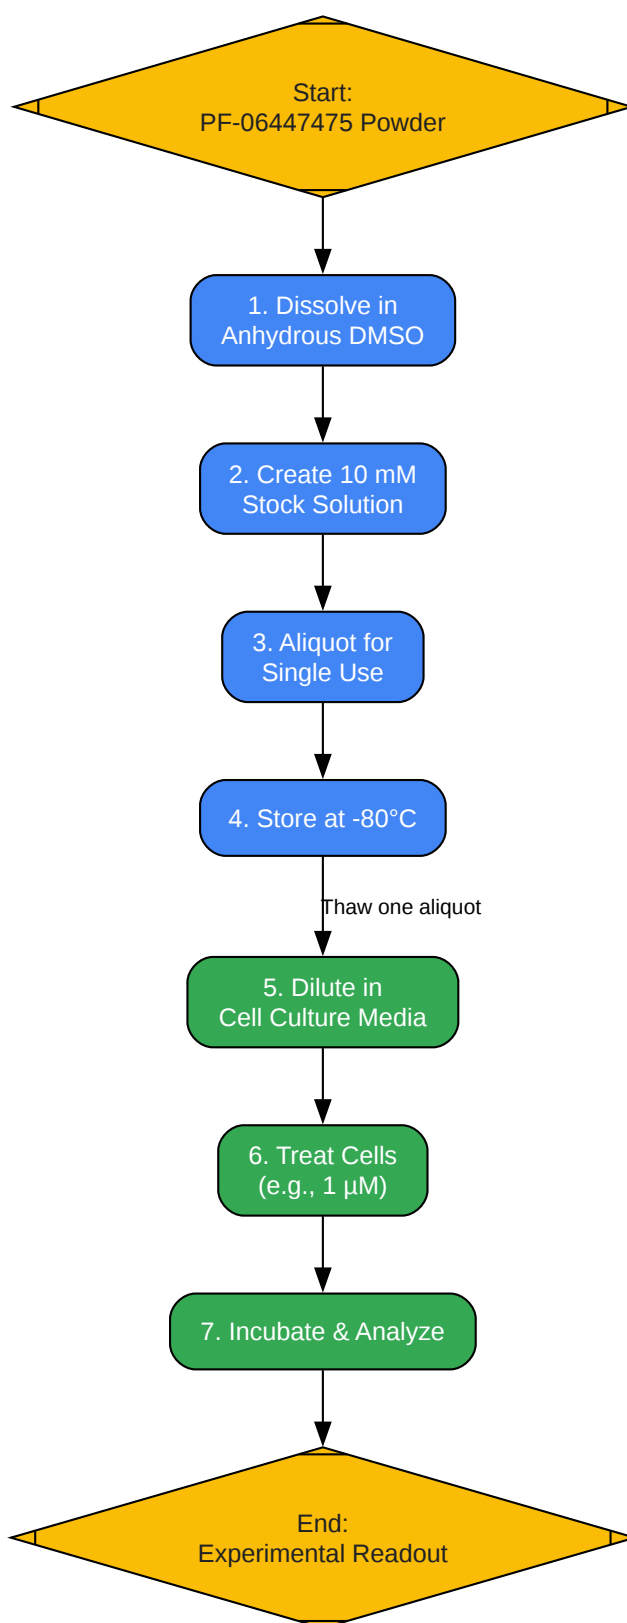 Start:
PF-06447475 Powder
1. Dissolve in
Anhydrous DMSO
2. Create 10 mM
Stock Solution
3. Aliquot for
Single Use
4. Store at -80°C
Thaw one aliquot
5. Dilute in
Cell Culture Media
6. Treat Cells
(e.g., 1 µM)
7. Incubate & Analyze
End:
Experimental Readout